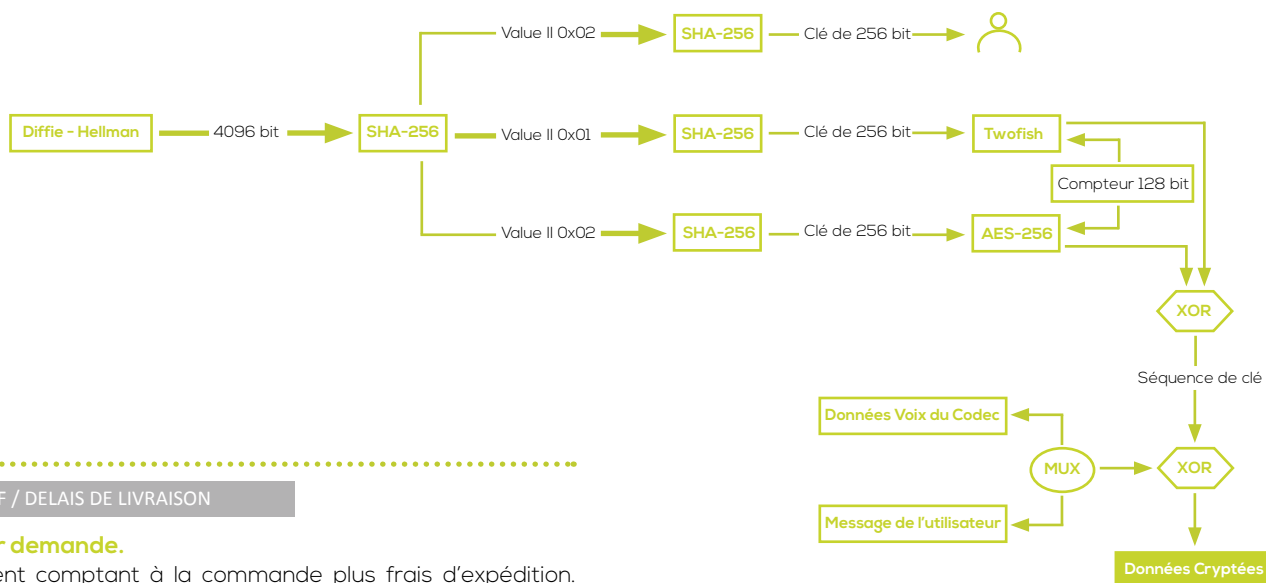 Value II 0x02
SHA-256
Clé de 256 bit
Diffie - Hellman
4096 bit
SHA-256
Value II 0x01
SHA-256
Clé de 256 bit
Twofish
Compteur 128 bit
Value II 0x02
SHA-256
Clé de 256 bit
AES-256
XOR
Séquence de clé
Données Voix du Codec
MUX
XOR
Message de l'utilisateur
Données Cryptées
/ DELAIS DE LIVRAISON
demande.
comptant à la commande plus frais d'expédition.